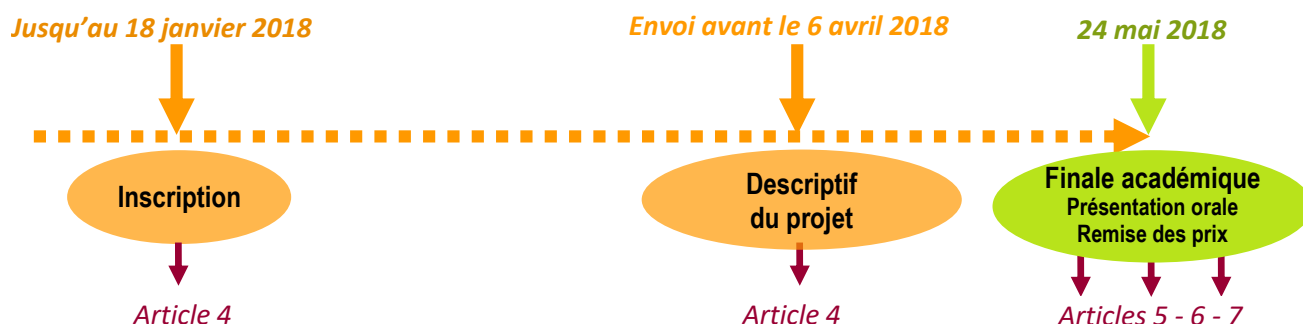 Jusqu’au 18 janvier 2018
Envoi avant le 6 avril 2018
24 mai 2018
Inscription
Descriptif
du projet
Finale académique
Présentation orale
Remise des prix
Article 4
Article 4
Articles 5 - 6 - 7